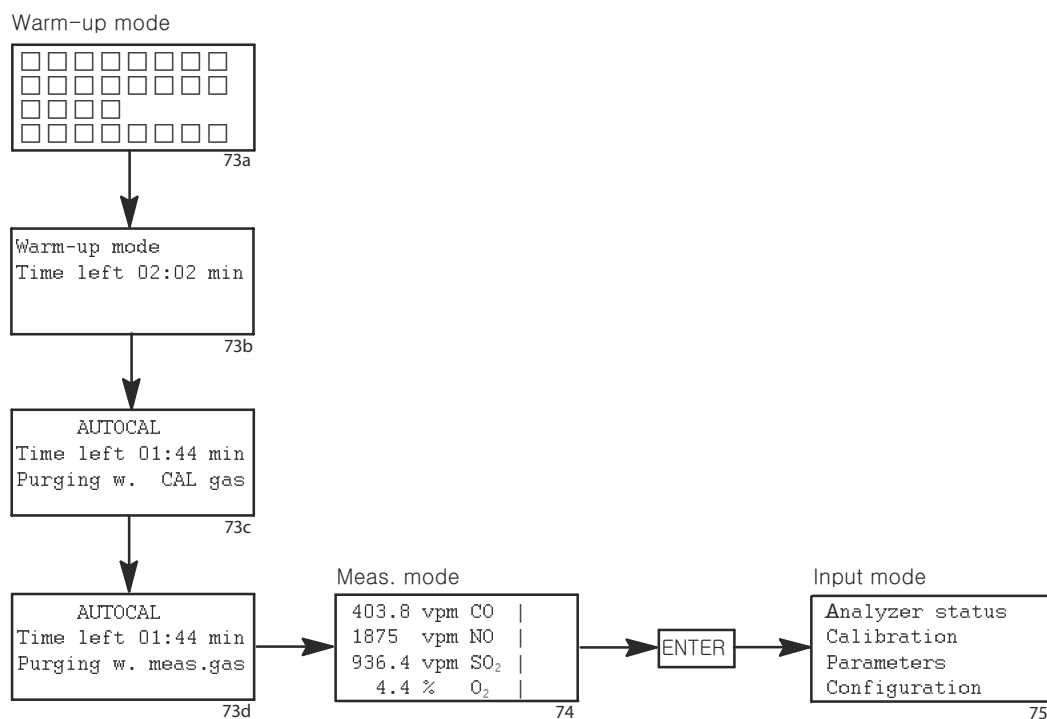 Warm-up mode
73a
Warm-up mode
Time left 02:02 min
73b
AUTOCAL
Time left 01:44 min
Purging w. CAL gas
73c
AUTOCAL
Time left 01:44 min
Purging w. meas.gas
73d
Meas. mode
403.8 vpm CO |
1875 vpm NO |
936.4 vpm SO₂ |
4.4 % O₂ |
74
ENTER
Input mode
Analyzer status
Calibration
Parameters
Configuration
75